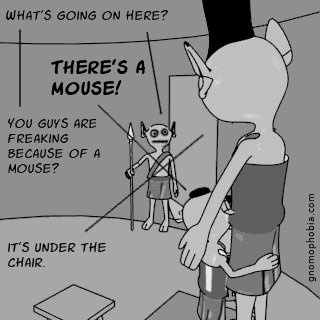 WHAT'S GOING ON HERE?
THERE'S A
MOUSE!
YOU GUYS ARE
FREAKING
BECAUSE OF A
MOUSE?
IT'S UNDER THE
CHAIR.
gnomophobia.com